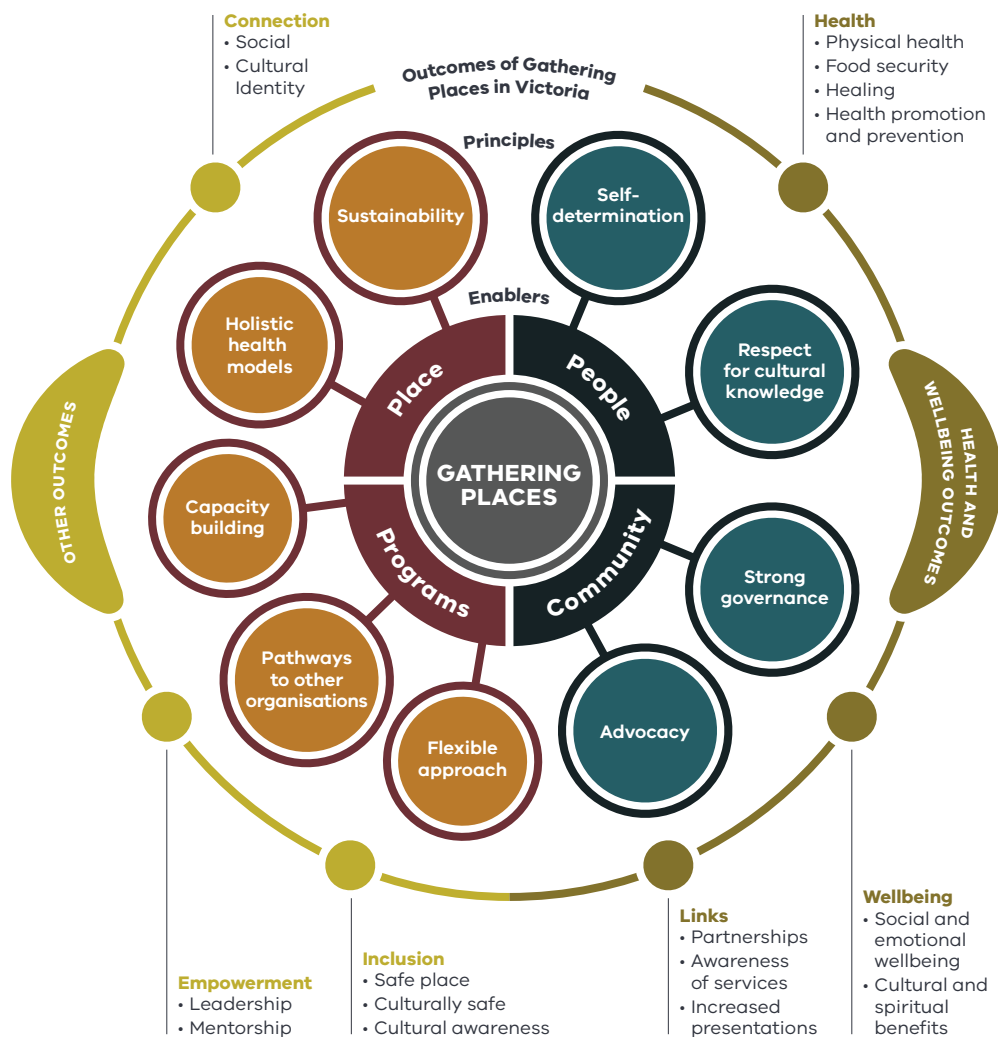 Connection
• Social
• Cultural
Identity
Health
• Physical health
• Food security
• Healing
• Health promotion
and prevention
Outcomes of Gathering
Places in Victoria
Principles
Sustainability
Self-
determination
Enablers
Holistic
health
models
Respect
for cultural
knowledge
Place
People
OTHER OUTCOMES
HEALTH AND
WELLBEING OUTCOMES
GATHERING
PLACES
Capacity
building
Programs
Community
Strong
governance
Pathways
to other
organisations
Flexible
approach
Advocacy
Empowerment
• Leadership
• Mentorship
Inclusion
• Safe place
• Culturally safe
• Cultural awareness
Links
• Partnerships
• Awareness
of services
• Increased
presentations
Wellbeing
• Social and
emotional
wellbeing
• Cultural and
spiritual
benefits